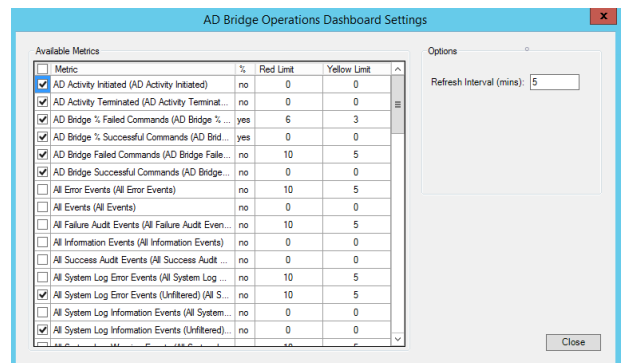 AD Bridge Operations Dashboard Settings
x
Available Metrics
Metric % Red Limit Yellow Limit
AD Activity Initiated (AD Activity Initiated) no 0 0
AD Activity Terminated (AD Activity Terminat... no 0 0
AD Bridge % Failed Commands (AD Bridge % ... yes 6 3
AD Bridge % Successful Commands (AD Brid... yes 0 0
AD Bridge Failed Commands (AD Bridge Faile... no 10 5
AD Bridge Successful Commands (AD Bridge... no 0 0
All Error Events (All Error Events) no 10 5
All Events (All Events) no 0 0
All Failure Audit Events (All Failure Audit Even... no 10 5
All Information Events (All Information Events) no 0 0
All Success Audit Events (All Success Audit ... no 0 0
All System Log Error Events (All System Log ... no 10 5
All System Log Error Events (Unfiltered) (All S... no 10 5
All System Log Information Events (All System... no 0 0
All System Log Information Events (Unfiltered)... no 0 0
Options
Refresh Interval (mins): 5
Close